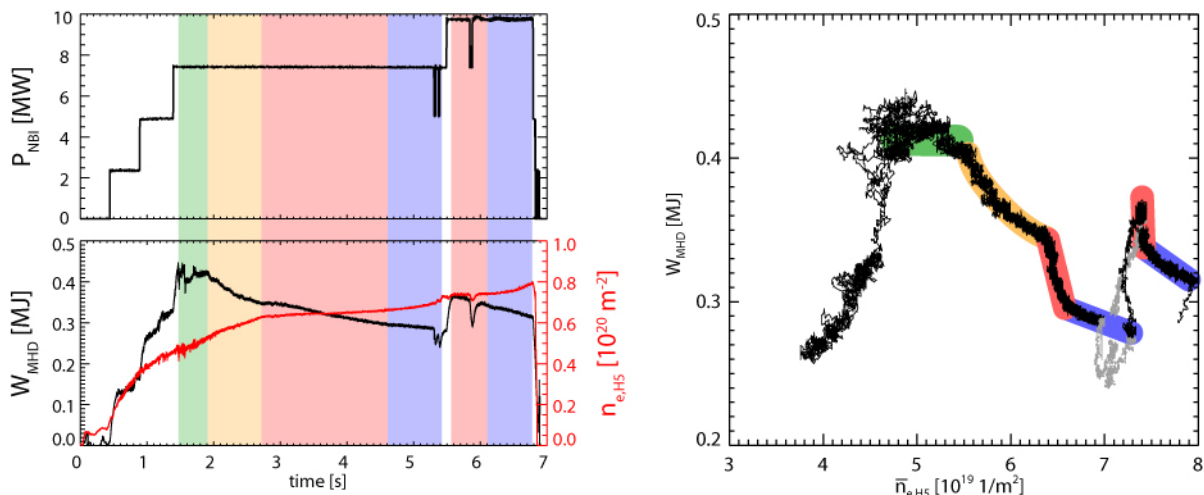 10
8
6
4
2
0
P_NBI [MW]
0.5
0.4
0.3
0.2
0.1
0.0
W_MHD [MJ]
1.0
0.8
0.6
0.4
0.2
0.0
n_e,H5 [10^20 m^-2]
0 1 2 3 4 5 6 7
time [s]
0.5
0.4
0.3
0.2
W_MHD [MJ]
3 4 5 6 7 8
n̅_e,H5 [10^19 1/m^2]